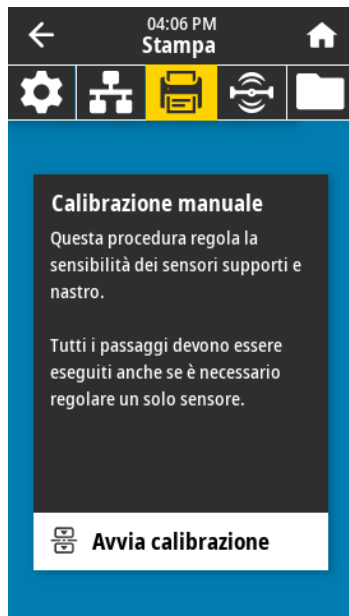 04:06 PM
Stampa
Calibrazione manuale
Questa procedura regola la
sensibilità dei sensori supporti e
nastro.
Tutti i passaggi devono essere
eseguiti anche se è necessario
regolare un solo sensore.
Avvia calibrazione